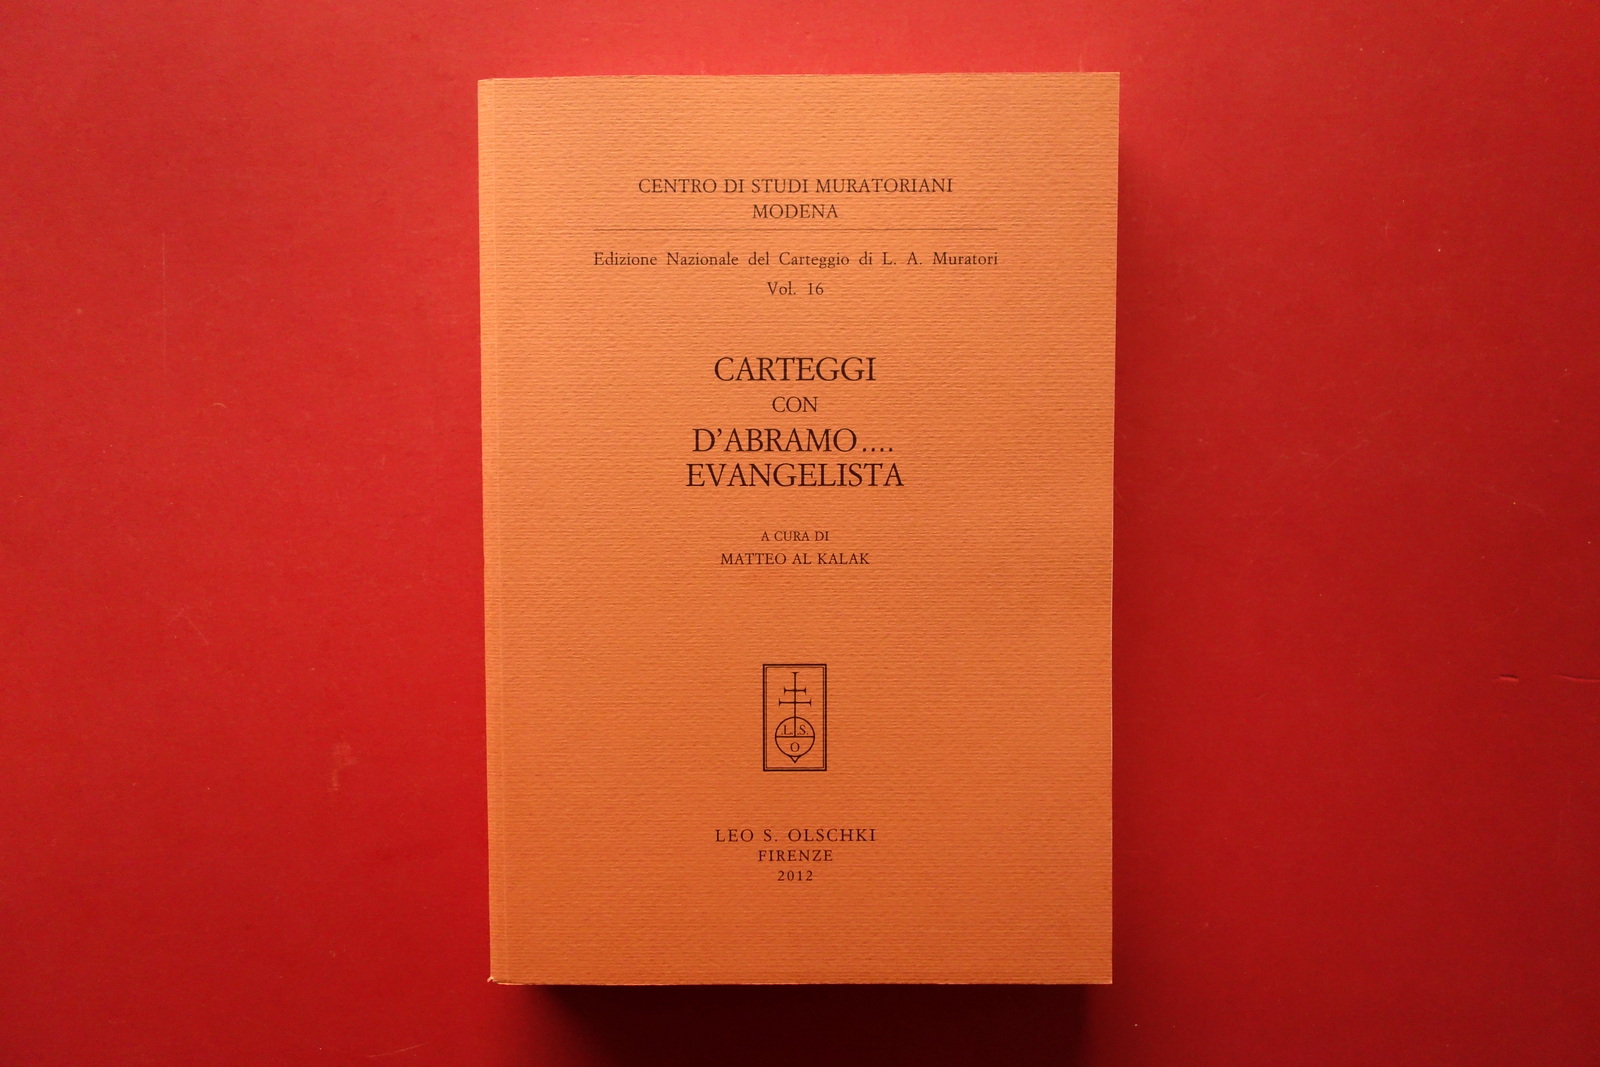 CENTRO DI STUDI MURATORIANI
MODENA
Edizione Nazionale del Carteggio di L. A. Muratori
Vol. 16
CARTEGGI
CON
D'ABRAMO....
EVANGELISTA
A CURA DI
MATTEO AL KALAK
L. S.
O
LEO S. OLSCHKI
FIRENZE
2012